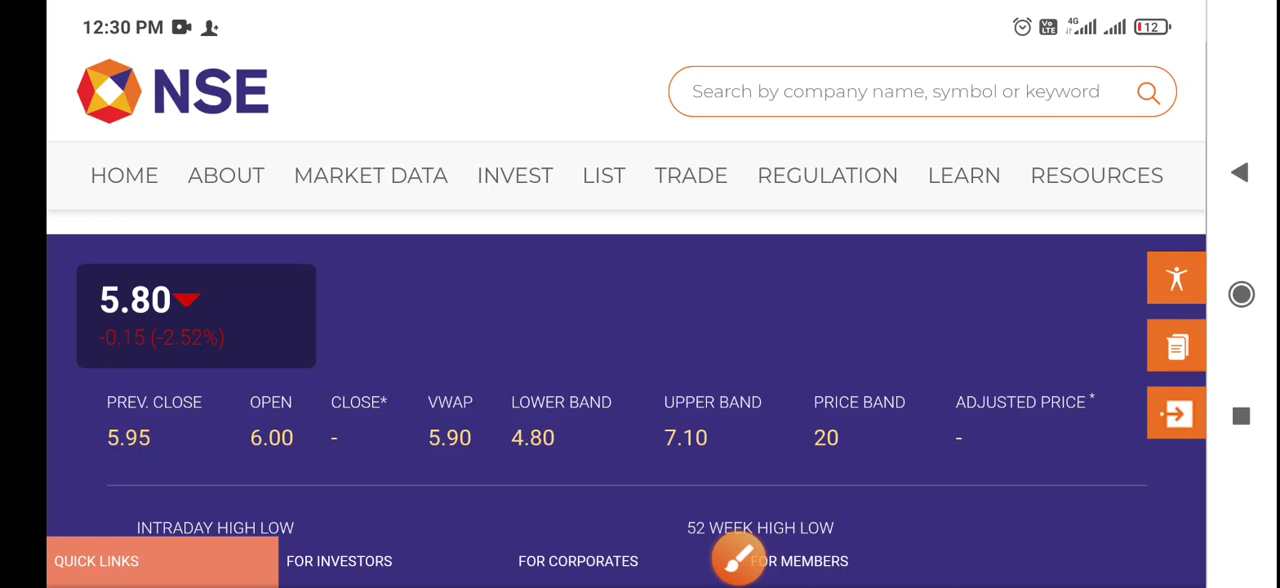 12:30 PM Vo LTE 4G 12
NSE
Search by company name, symbol or keyword
HOME ABOUT MARKET DATA INVEST LIST TRADE REGULATION LEARN RESOURCES
5.80
-0.15 (-2.52%)
PREV. CLOSE OPEN CLOSE* VWAP LOWER BAND UPPER BAND PRICE BAND ADJUSTED PRICE*
5.95 6.00 - 5.90 4.80 7.10 20 -
INTRADAY HIGH LOW 52 WEEK HIGH LOW
QUICK LINKS FOR INVESTORS FOR CORPORATES FOR MEMBERS